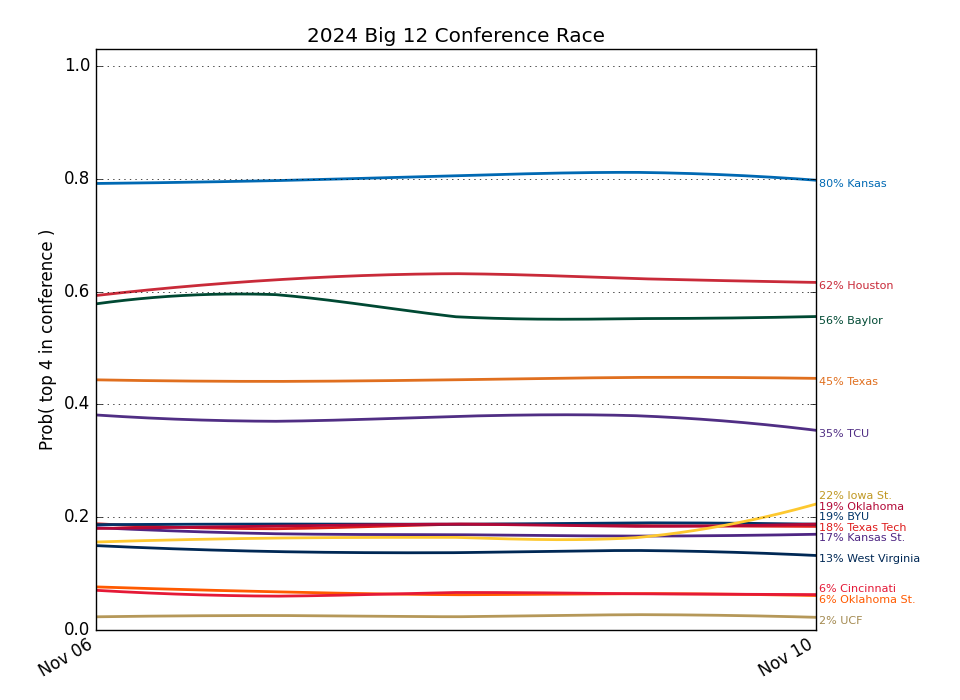 2024 Big 12 Conference Race
Prob( top 4 in conference )
1.0
0.8
0.6
0.4
0.2
0.0
Nov 06
Nov 10
80% Kansas
62% Houston
56% Baylor
45% Texas
35% TCU
22% Iowa St.
19% Oklahoma
19% BYU
18% Texas Tech
17% Kansas St.
13% West Virginia
6% Cincinnati
6% Oklahoma St.
2% UCF